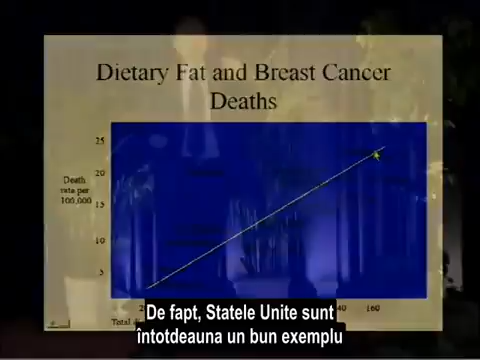 Dietary Fat and Breast Cancer
Deaths
25
20
15
10
5
Death
rate per
100,000
160
Total
De fapt, Statele Unite sunt
întotdeauna un bun exemplu